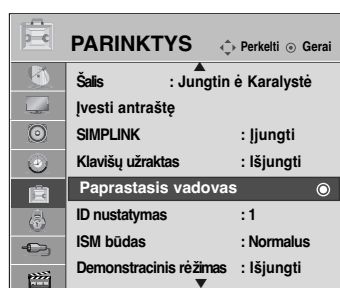 PARINKTYS Perkelti Gerai
Šalis : Jungtin ė Karalystė
Įvesti antraštę
SIMPLINK : Įjungti
Klavišų užraktas : Išjungti
Paprastasis vadovas
ID nustatymas : 1
ISM būdas : Normalus
Demonstracinis rėžimas : Išjungti